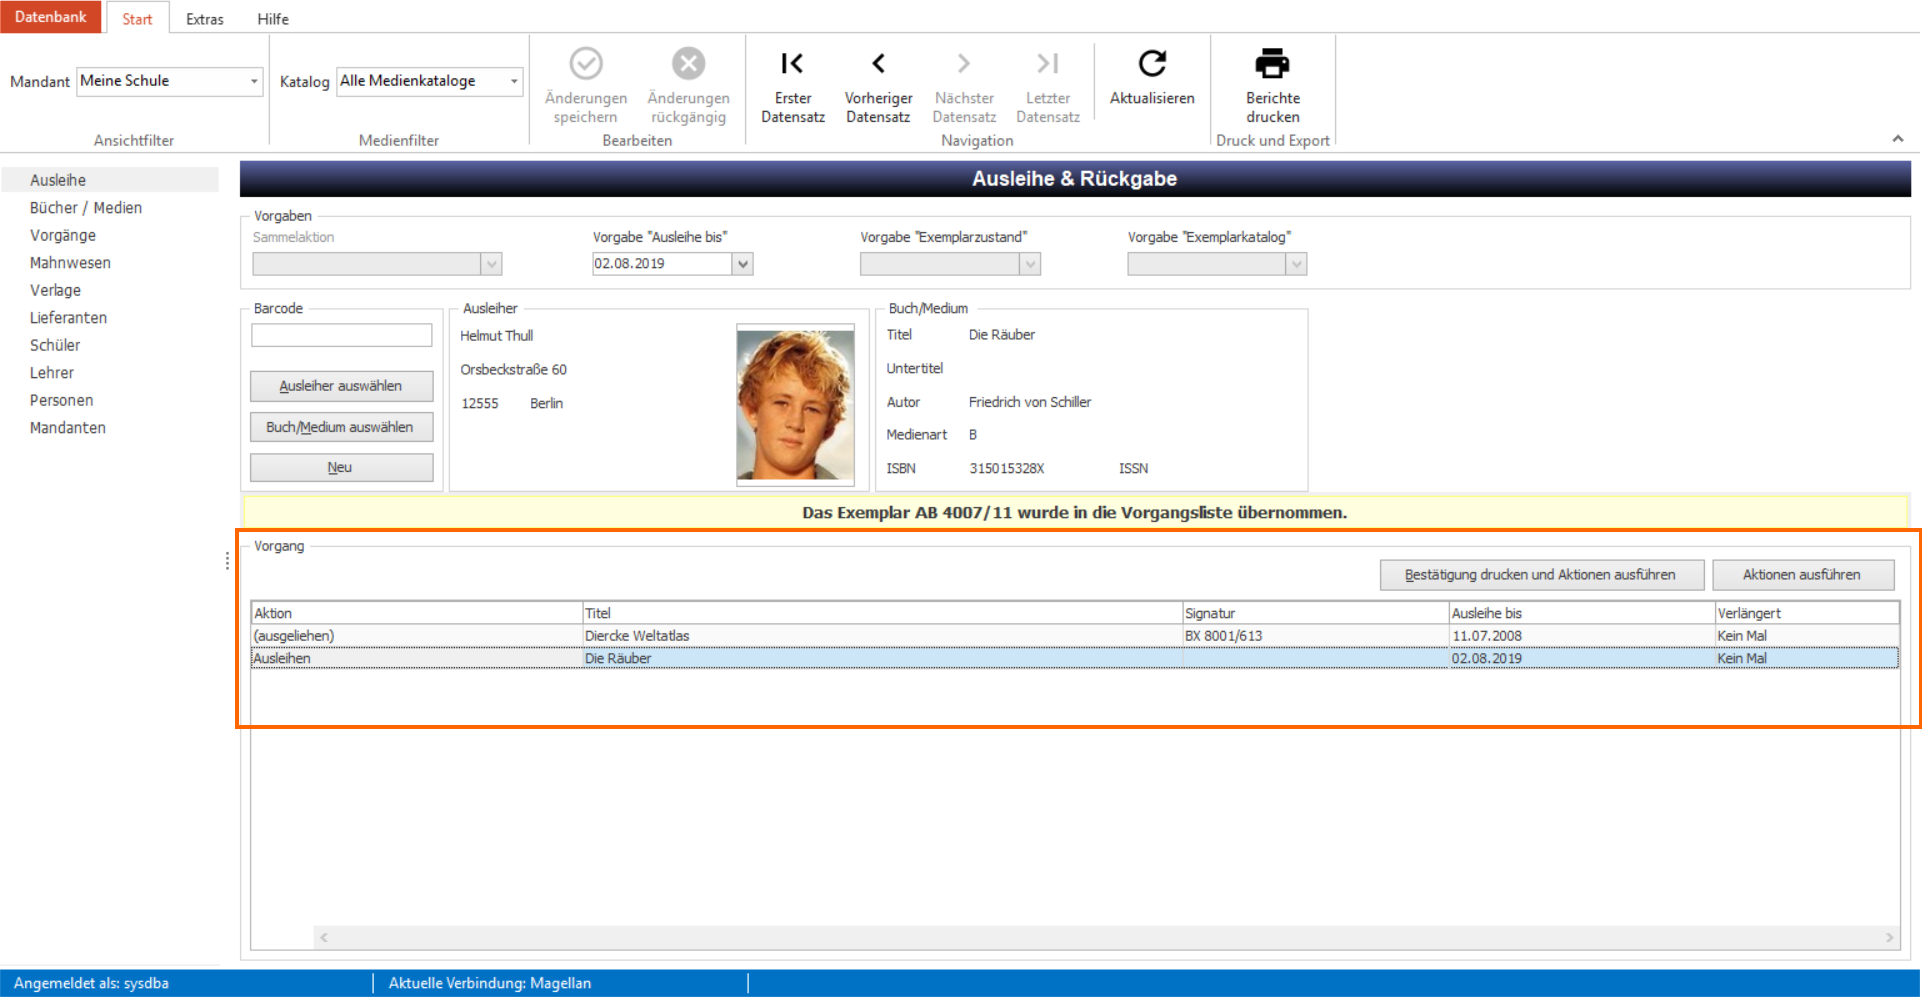 Datenbank Start Extras Hilfe
Mandant Meine Schule
Ansichtfilter
Katalog Alle Medienkataloge
Medienfilter
Änderungen speichern
Änderungen rückgängig
Bearbeiten
Erster Datensatz
Vorheriger Datensatz
Nächster Datensatz
Letzter Datensatz
Navigation
Aktualisieren
Berichte drucken
Druck und Export
Ausleihe
Bücher / Medien
Vorgänge
Mahnwesen
Verlage
Lieferanten
Schüler
Lehrer
Personen
Mandanten
Ausleihe & Rückgabe
Vorgaben
Sammelaktion
Vorgabe "Ausleihe bis"
02.08.2019
Vorgabe "Exemplarzustand"
Vorgabe "Exemplarkatalog"
Barcode
Ausleiher auswählen
Buch/Medium auswählen
Neu
Ausleiher
Helmut Thull
Orsbeckstraße 60
12555 Berlin
Buch/Medium
Titel Die Räuber
Untertitel
Autor Friedrich von Schiller
Medienart B
ISBN 315015328X ISSN
Das Exemplar AB 4007/11 wurde in die Vorgangsliste übernommen.
Vorgang
Bestätigung drucken und Aktionen ausführen
Aktionen ausführen
Aktion Titel Signatur Ausleihe bis Verlängert
(ausgeliehen) Diercke Weltatlas BX 8001/613 11.07.2008 Kein Mal
Ausleihen Die Räuber 02.08.2019 Kein Mal
Angemeldet als: sysdba
Aktuelle Verbindung: Magellan